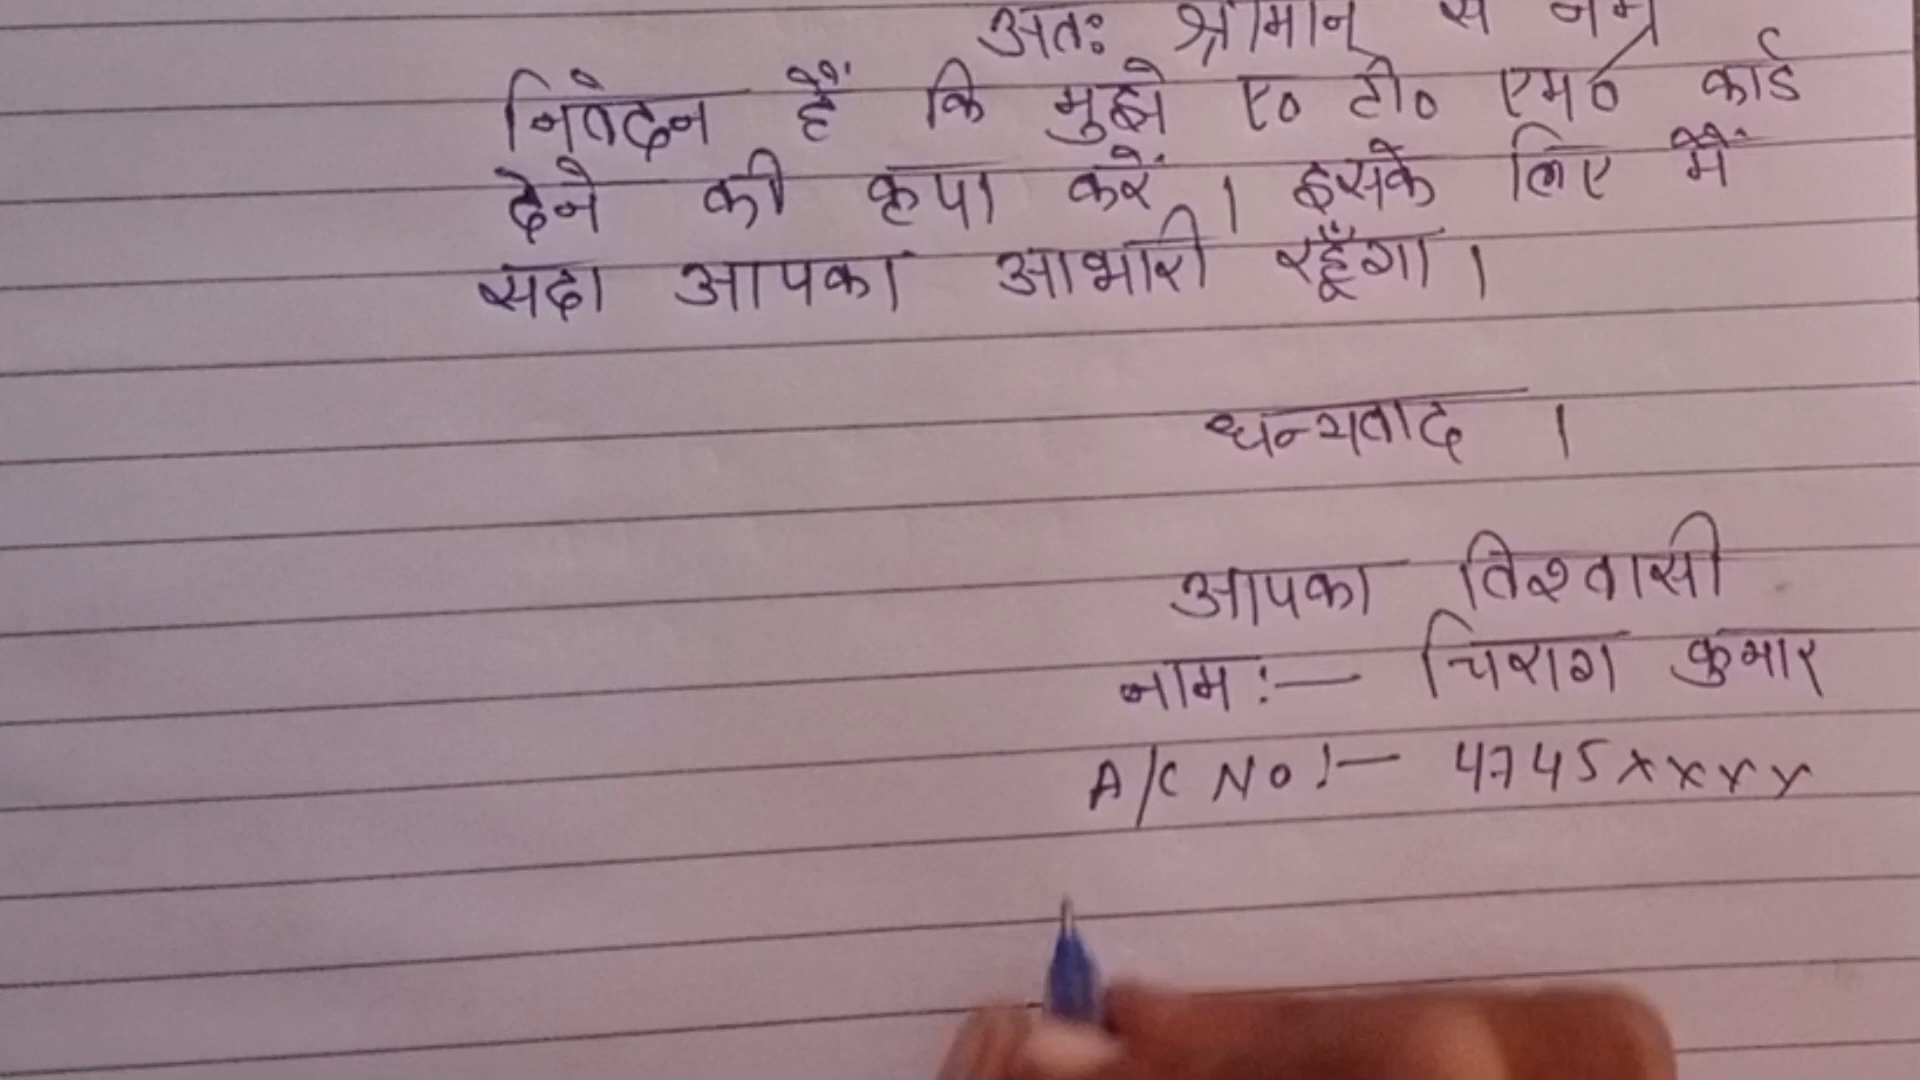 अतः श्रीमान् से नम्र
निवेदन हैं कि मुझे ए० टी० एम० कार्ड
देने की कृपा करें । इसके लिए मैं
सदा आपका आभारी रहूँगा ।
धन्यवाद ।
आपका विश्वासी
नाम :— चिराग कुमार
A/C No :— 4745xxxx